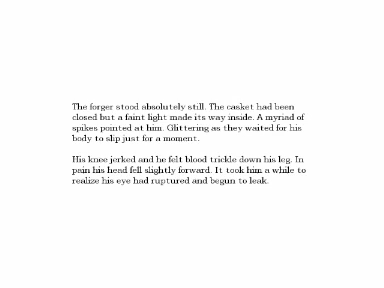 The forger stood absolutely still. The casket had been
closed but a faint light made its way inside. A myriad of
spikes pointed at him. Glittering as they waited for his
body to slip just for a moment.
His knee jerked and he felt blood trickle down his leg. In
pain his head fell slightly forward. It took him a while to
realize his eye had ruptured and begun to leak.